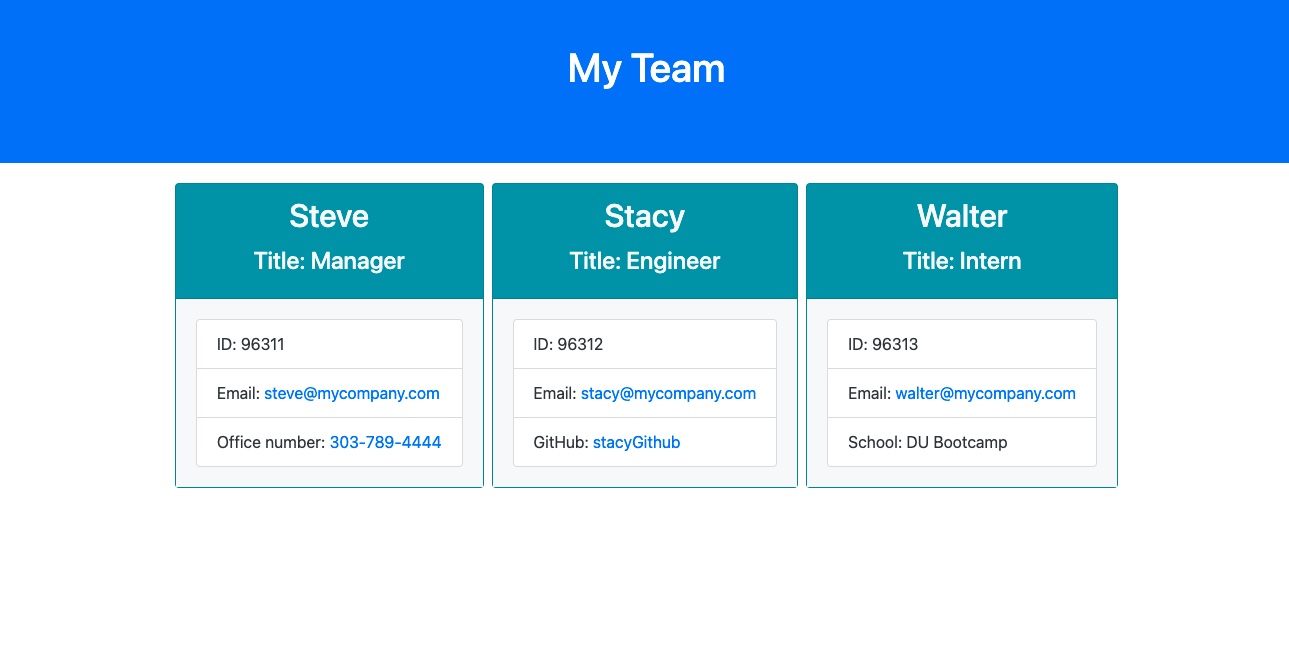 My Team
Steve
Title: Manager
ID: 96311
Email: steve@mycompany.com
Office number: 303-789-4444
Stacy
Title: Engineer
ID: 96312
Email: stacy@mycompany.com
GitHub: stacyGithub
Walter
Title: Intern
ID: 96313
Email: walter@mycompany.com
School: DU Bootcamp